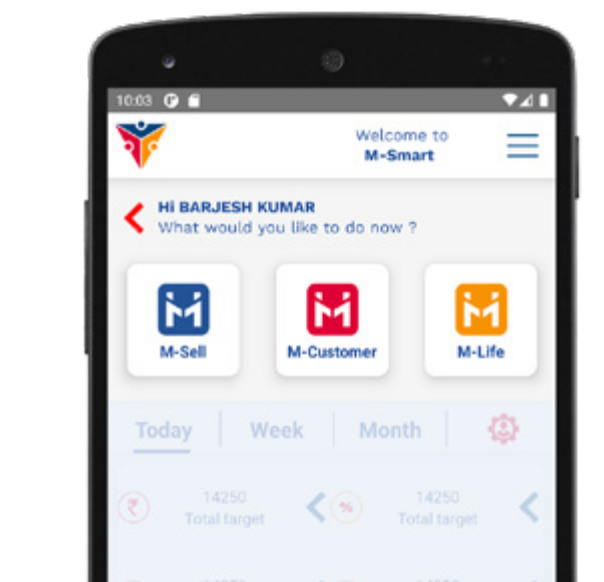 10:03
Welcome to
M-Smart
Hi BARJESH KUMAR
What would you like to do now ?
M-Sell M-Customer M-Life
Today Week Month
14250 14250
Total target Total target